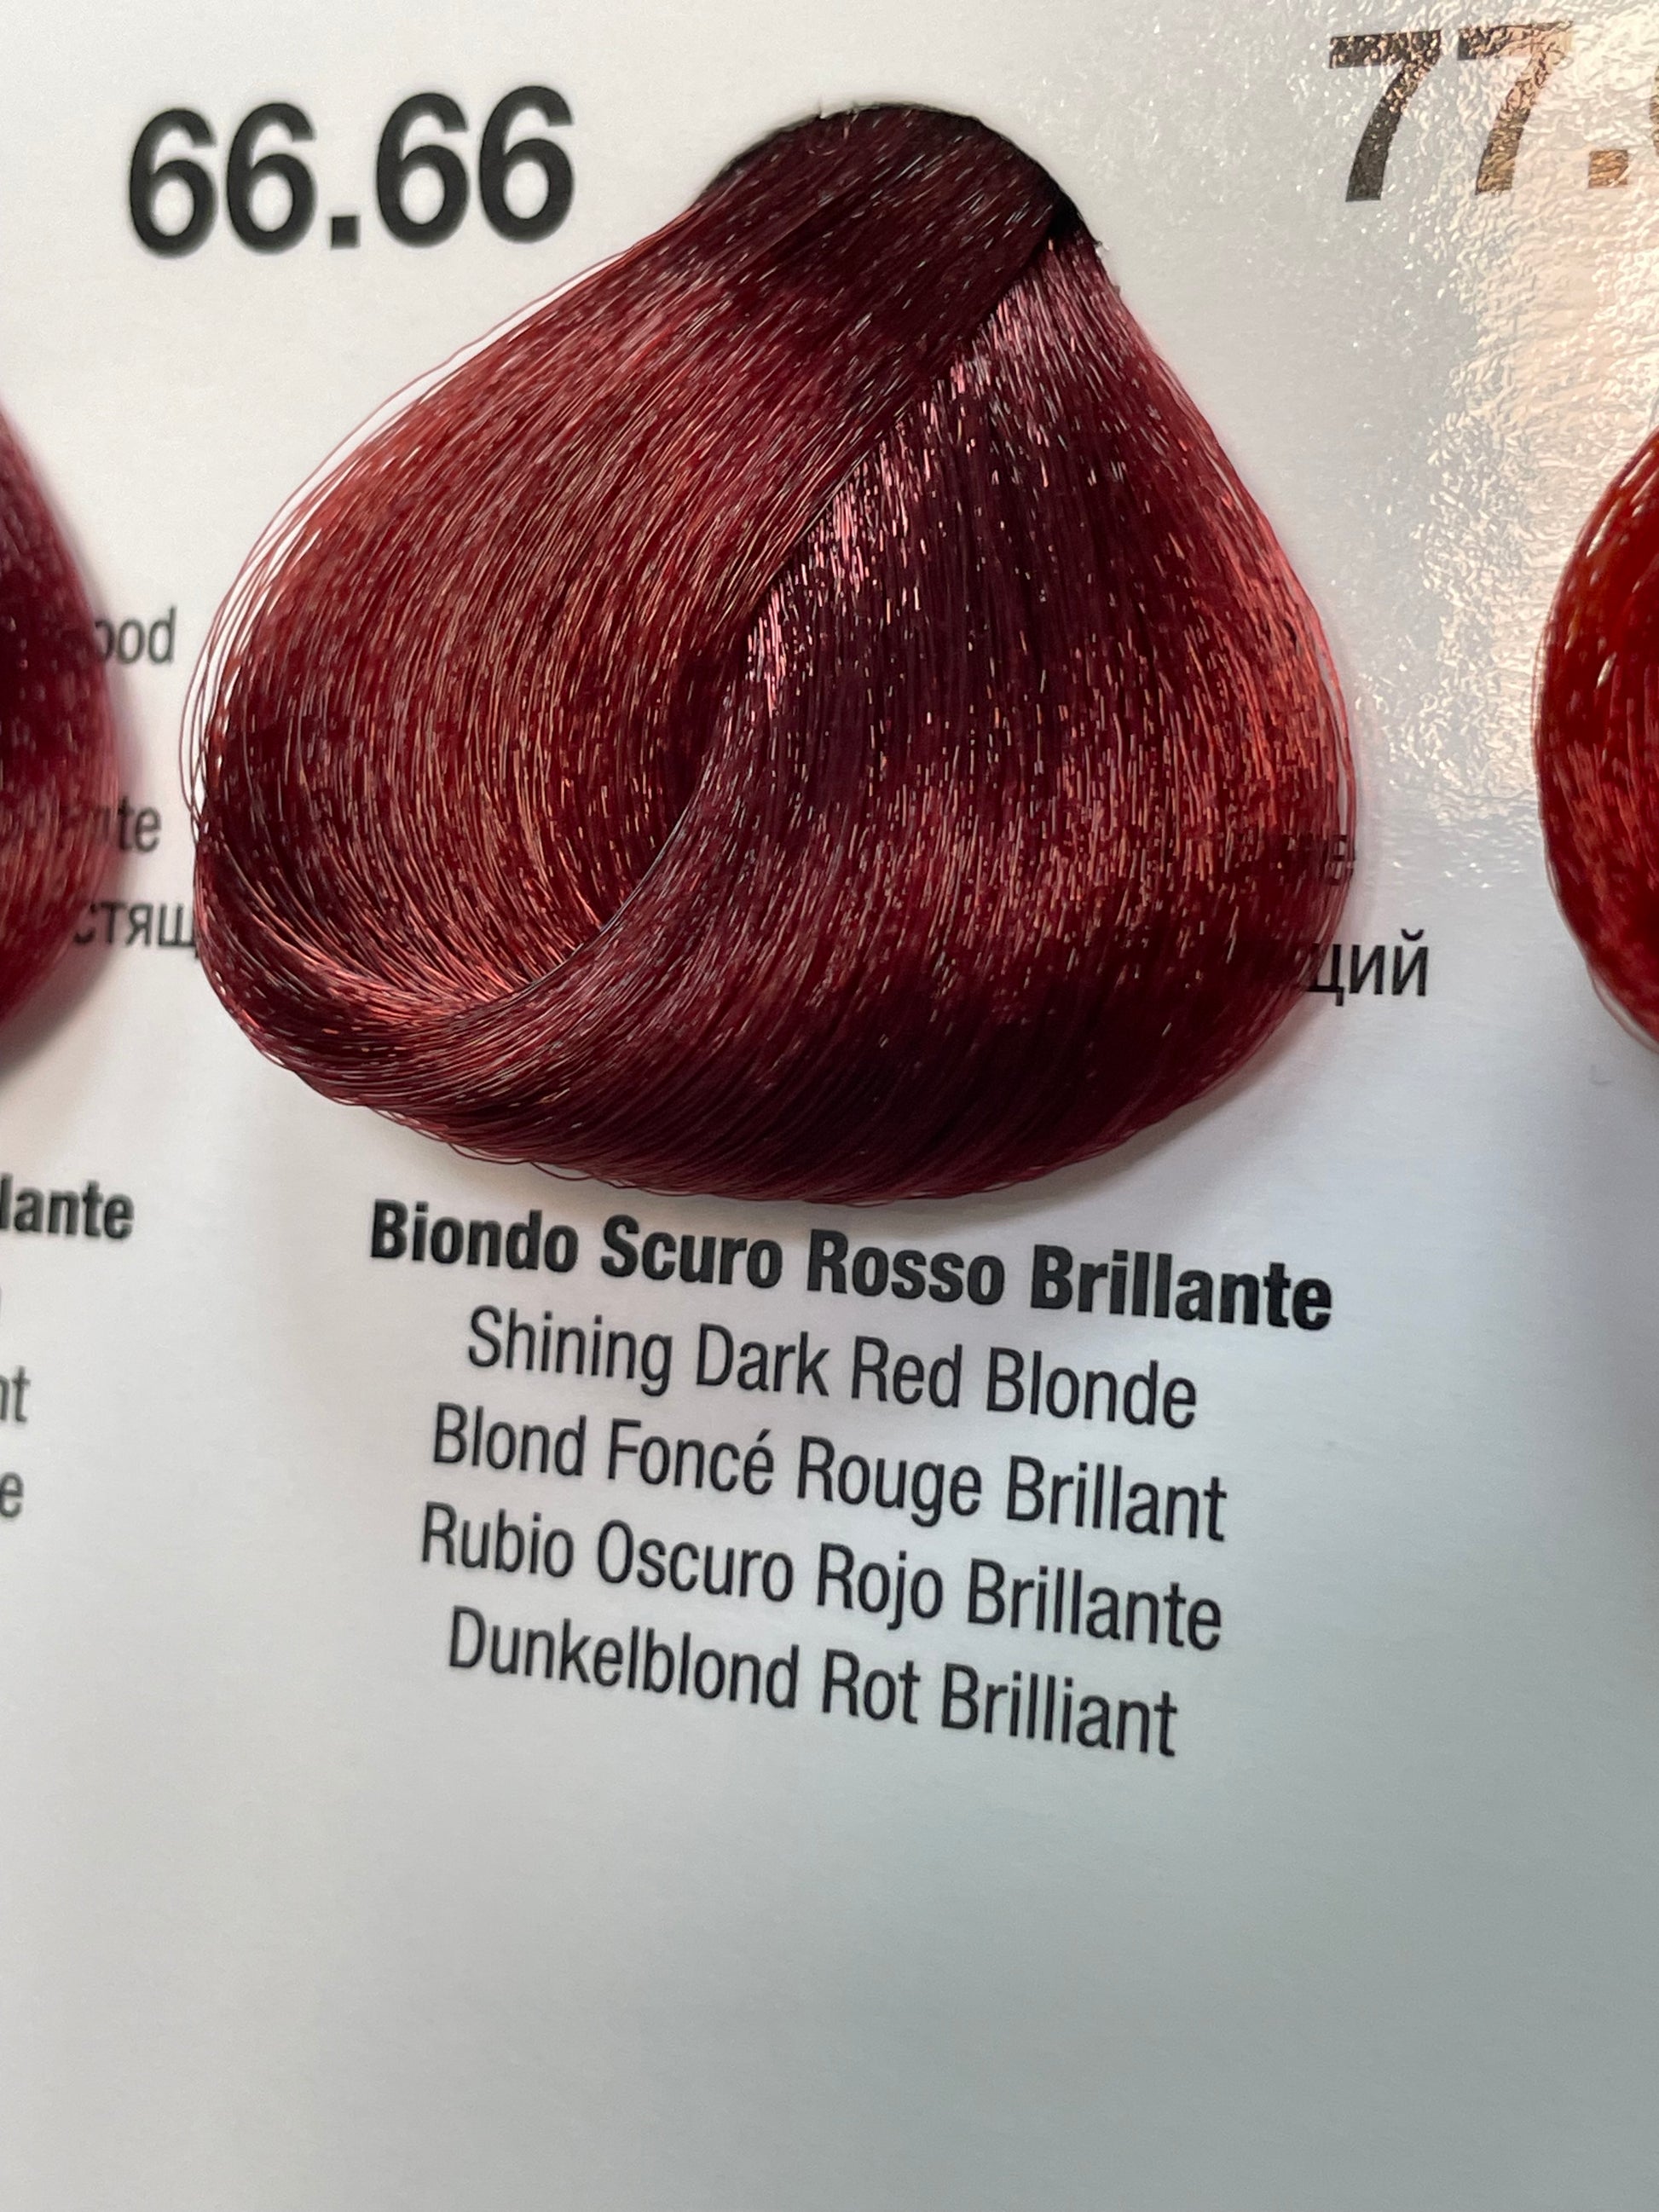 66.66
Biondo Scuro Rosso Brillante
Shining Dark Red Blonde
Blond Foncé Rouge Brillant
Rubio Oscuro Rojo Brillante
Dunkelblond Rot Brilliant